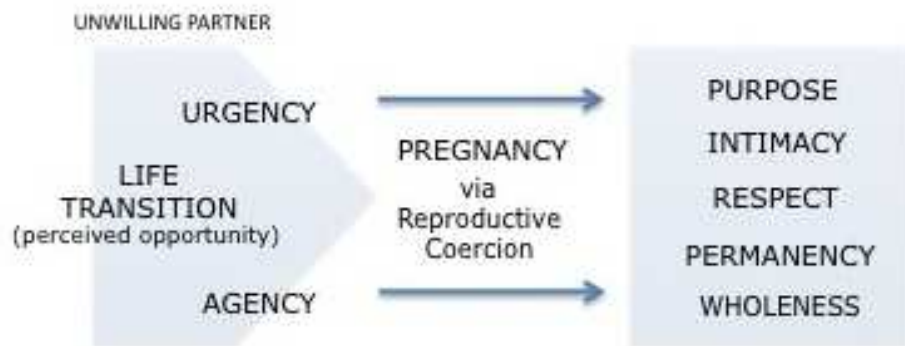 UNWILLING PARTNER
URGENCY
LIFE
TRANSITION
(perceived opportunity)
AGENCY
PREGNANCY
via
Reproductive
Coercion
PURPOSE
INTIMACY
RESPECT
PERMANENCY
WHOLENESS